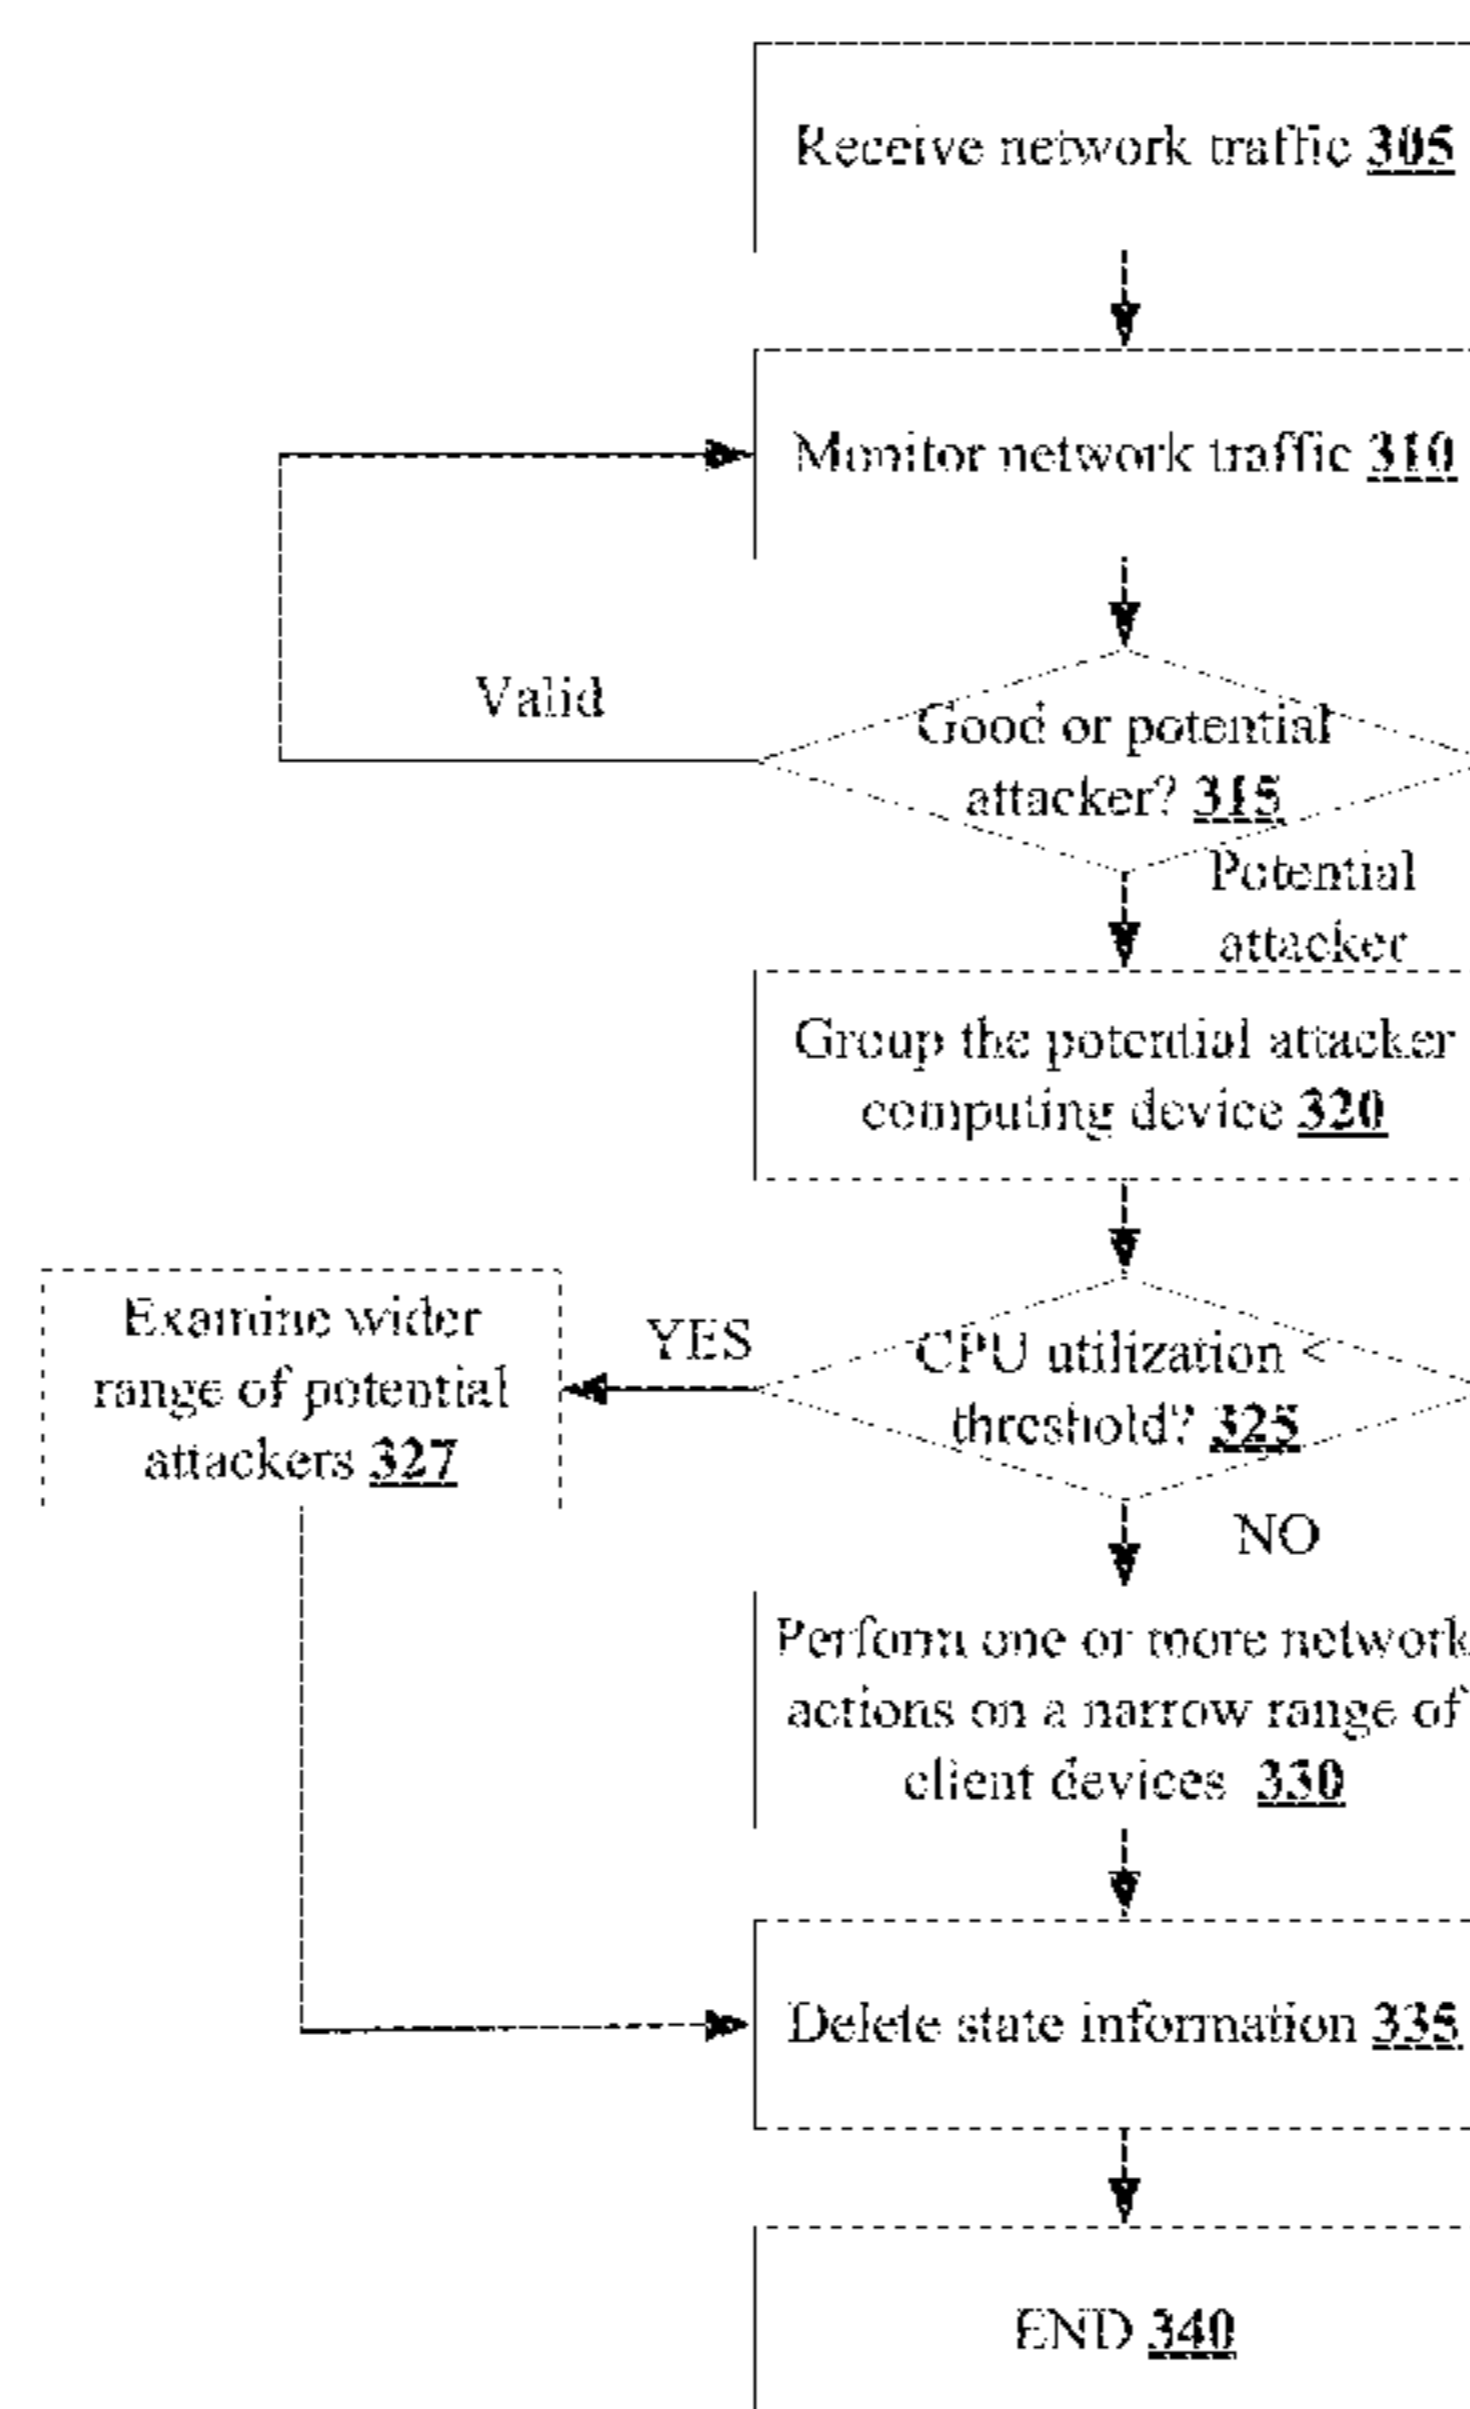 Receive network traffic 305
Monitor network traffic 310
Valid
Good or potential
attacker? 315
Potential
attacker
Group the potential attacker
computing device 320
Examine wider
range of potential
attackers 327
YES
CPU utilization <
threshold? 325
NO
Perform one or more network
actions on a narrow range of
client devices 330
Delete state information 335
END 340